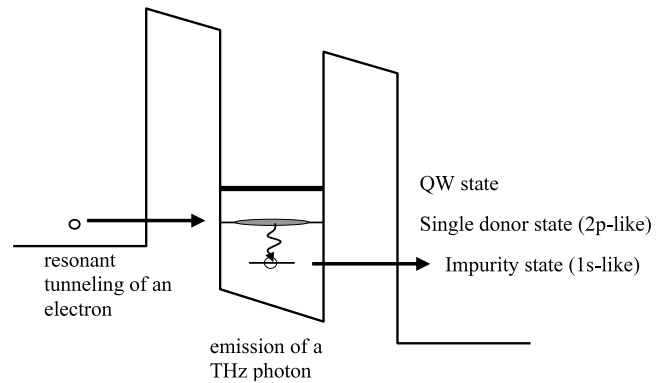 QW state
Single donor state (2p-like)
Impurity state (1s-like)
resonant
tunneling of an
electron
emission of a
THz photon